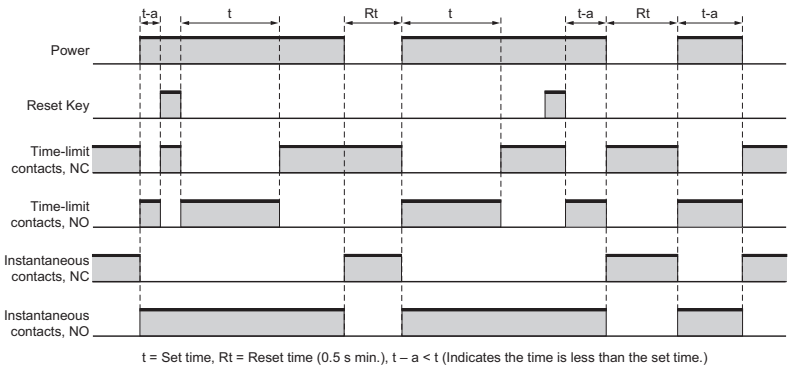 t-a t Rt t t-a Rt t-a
Power
Reset Key
Time-limit
contacts, NC
Time-limit
contacts, NO
Instantaneous
contacts, NC
Instantaneous
contacts, NO
t = Set time, Rt = Reset time (0.5 s min.), t – a < t (Indicates the time is less than the set time.)